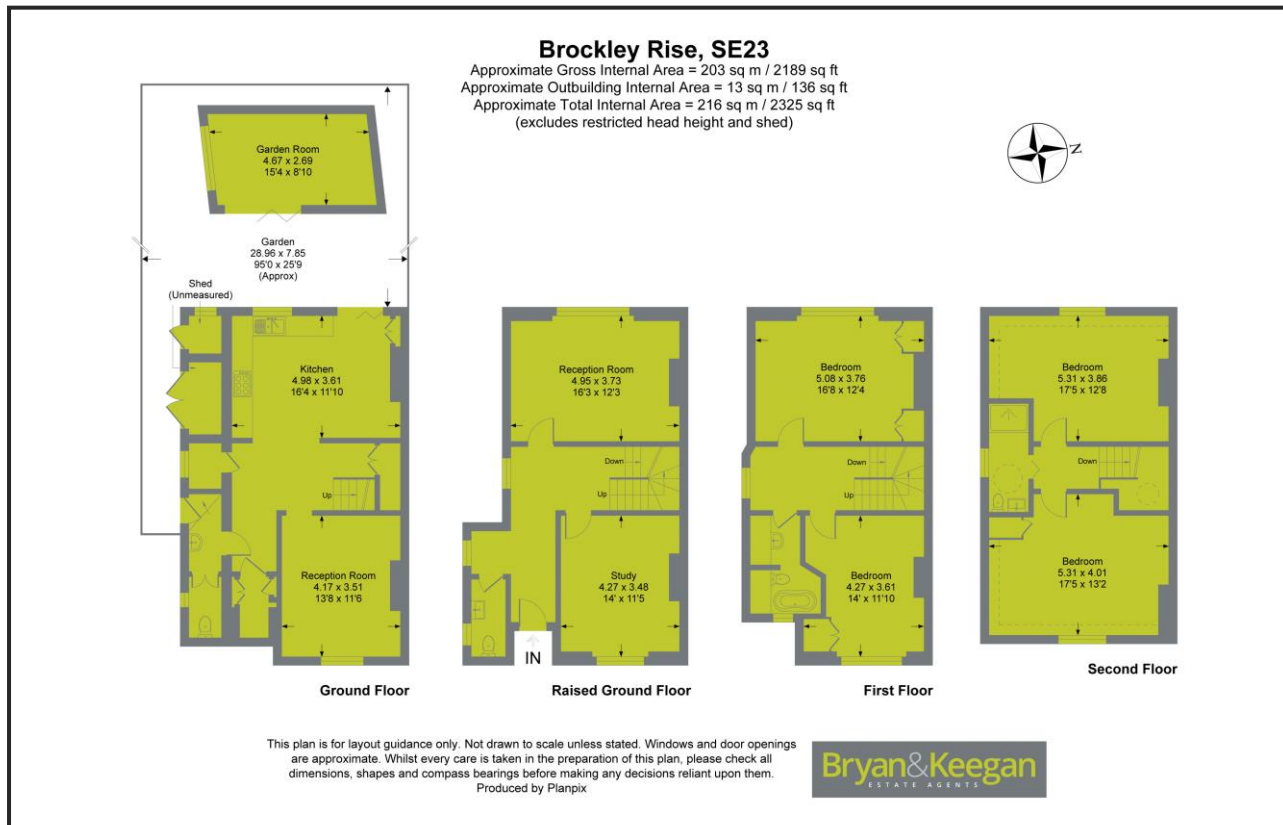 Brockley Rise, SE23
Approximate Gross Internal Area = 203 sq m / 2189 sq ft
Approximate Outbuilding Internal Area = 13 sq m / 136 sq ft
Approximate Total Internal Area = 216 sq m / 2325 sq ft
(excludes restricted head height and shed)
N
Garden Room
4.67 x 2.69
15'4 x 8'10
Garden
28.96 x 7.85
95'0 x 25'9
(Approx)
Shed
(Unmeasured)
Kitchen
4.98 x 3.61
16'4 x 11'10
Up
Reception Room
4.17 x 3.51
13'8 x 11'6
Ground Floor
Reception Room
4.95 x 3.73
16'3 x 12'3
Down
Up
Study
4.27 x 3.48
14' x 11'5
IN
Raised Ground Floor
Bedroom
5.08 x 3.76
16'8 x 12'4
Down
Up
Bedroom
4.27 x 3.61
14' x 11'10
First Floor
Bedroom
5.31 x 3.86
17'5 x 12'8
Down
Bedroom
5.31 x 4.01
17'5 x 13'2
Second Floor
This plan is for layout guidance only. Not drawn to scale unless stated. Windows and door openings
are approximate. Whilst every care is taken in the preparation of this plan, please check all
dimensions, shapes and compass bearings before making any decisions reliant upon them.
Produced by Planpix
Bryan&Keegan
ESTATE AGENTS